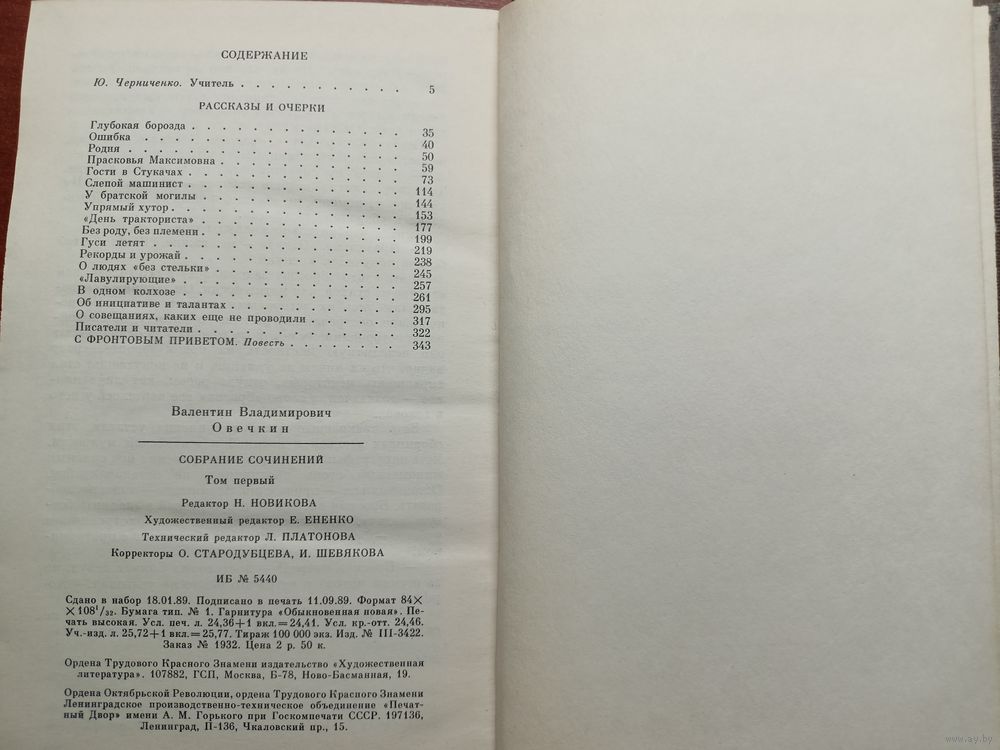 СОДЕРЖАНИЕ
Ю. Черниченко. Учитель . . . . . . . . . . . 5
РАССКАЗЫ И ОЧЕРКИ
Глубокая борозда . . . . . . . . . . . . . 35
Ошибка . . . . . . . . . . . . . . . . 40
Родня . . . . . . . . . . . . . . . . . 50
Прасковья Максимовна . . . . . . . . . . . 59
Гости в Стукачах . . . . . . . . . . . . . 73
Слепой машинист . . . . . . . . . . . . . 114
У братской могилы . . . . . . . . . . . . 144
Упрямый хутор . . . . . . . . . . . . . . 153
«День тракториста» . . . . . . . . . . . . 177
Без роду, без племени . . . . . . . . . . . 199
Гуси летят . . . . . . . . . . . . . . . 219
Рекорды и урожай . . . . . . . . . . . . . 238
О людях «без стельки» . . . . . . . . . . . 245
«Лавулирующие» . . . . . . . . . . . . . 257
В одном колхозе . . . . . . . . . . . . . 261
Об инициативе и талантах . . . . . . . . . . 295
О совещаниях, каких еще не проводили . . . . . . 317
Писатели и читатели . . . . . . . . . . . . 322
С ФРОНТОВЫМ ПРИВЕТОМ. Повесть . . . . . . . 343
Валентин Владимирович
Овечкин
СОБРАНИЕ СОЧИНЕНИЙ
Том первый
Редактор Н. НОВИКОВА
Художественный редактор Е. ЕНЕНКО
Технический редактор Л. ПЛАТОНОВА
Корректоры О. СТАРОДУБЦЕВА, И. ШЕВЯКОВА
ИБ № 5440
Сдано в набор 18.01.89. Подписано в печать 11.09.89. Формат 84×
×108¹/₃₂. Бумага тип. № 1. Гарнитура «Обыкновенная новая». Пе-
чать высокая. Усл. печ. л. 24,36+1 вкл.=24,41. Усл. кр.-отт. 24,46.
Уч.-изд. л. 25,72+1 вкл.=25,77. Тираж 100 000 экз. Изд. № III-3422.
Заказ № 1932. Цена 2 р. 50 к.
Ордена Трудового Красного Знамени издательство «Художественная
литература». 107882, ГСП, Москва, Б-78, Ново-Басманная, 19.
Ордена Октябрьской Революции, ордена Трудового Красного Знамени
Ленинградское производственно-техническое объединение «Печат-
ный Двор» имени А. М. Горького при Госкомпечати СССР. 197136,
Ленинград, П-136, Чкаловский пр., 15.
www.ay.by